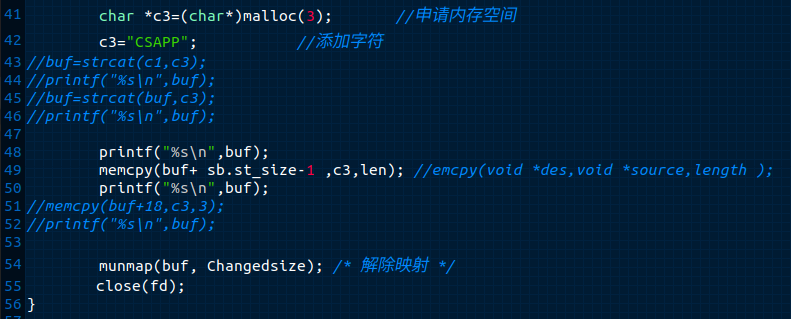 41 char *c3=(char*)malloc(3); //申请内存空间
42 c3="CSAPP"; //添加字符
43 //buf=strcat(c1,c3);
44 //printf("%s\n",buf);
45 //buf=strcat(buf,c3);
46 //printf("%s\n",buf);
47
48 printf("%s\n",buf);
49 memcpy(buf+ sb.st_size-1 ,c3,len); //emcpy(void *des,void *source,length );
50 printf("%s\n",buf);
51 //memcpy(buf+18,c3,3);
52 //printf("%s\n",buf);
53
54 munmap(buf, Changedsize); /* 解除映射 */
55 close(fd);
56 }